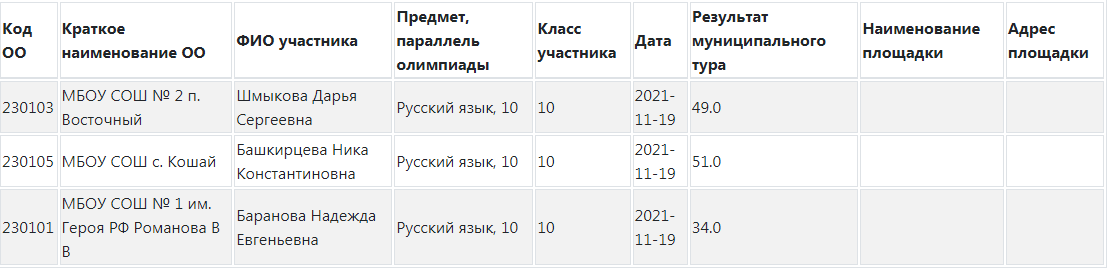 Код ОО
Краткое наименование ОО
ФИО участника
Предмет, параллель олимпиады
Класс участника
Дата
Результат муниципального тура
Наименование площадки
Адрес площадки
230103
МБОУ СОШ № 2 п. Восточный
Шмыкова Дарья Сергеевна
Русский язык, 10
10
2021-11-19
49.0
230105
МБОУ СОШ с. Кошай
Башкирцева Ника Константиновна
Русский язык, 10
10
2021-11-19
51.0
230101
МБОУ СОШ № 1 им. Героя РФ Романова В В
Баранова Надежда Евгеньевна
Русский язык, 10
10
2021-11-19
34.0